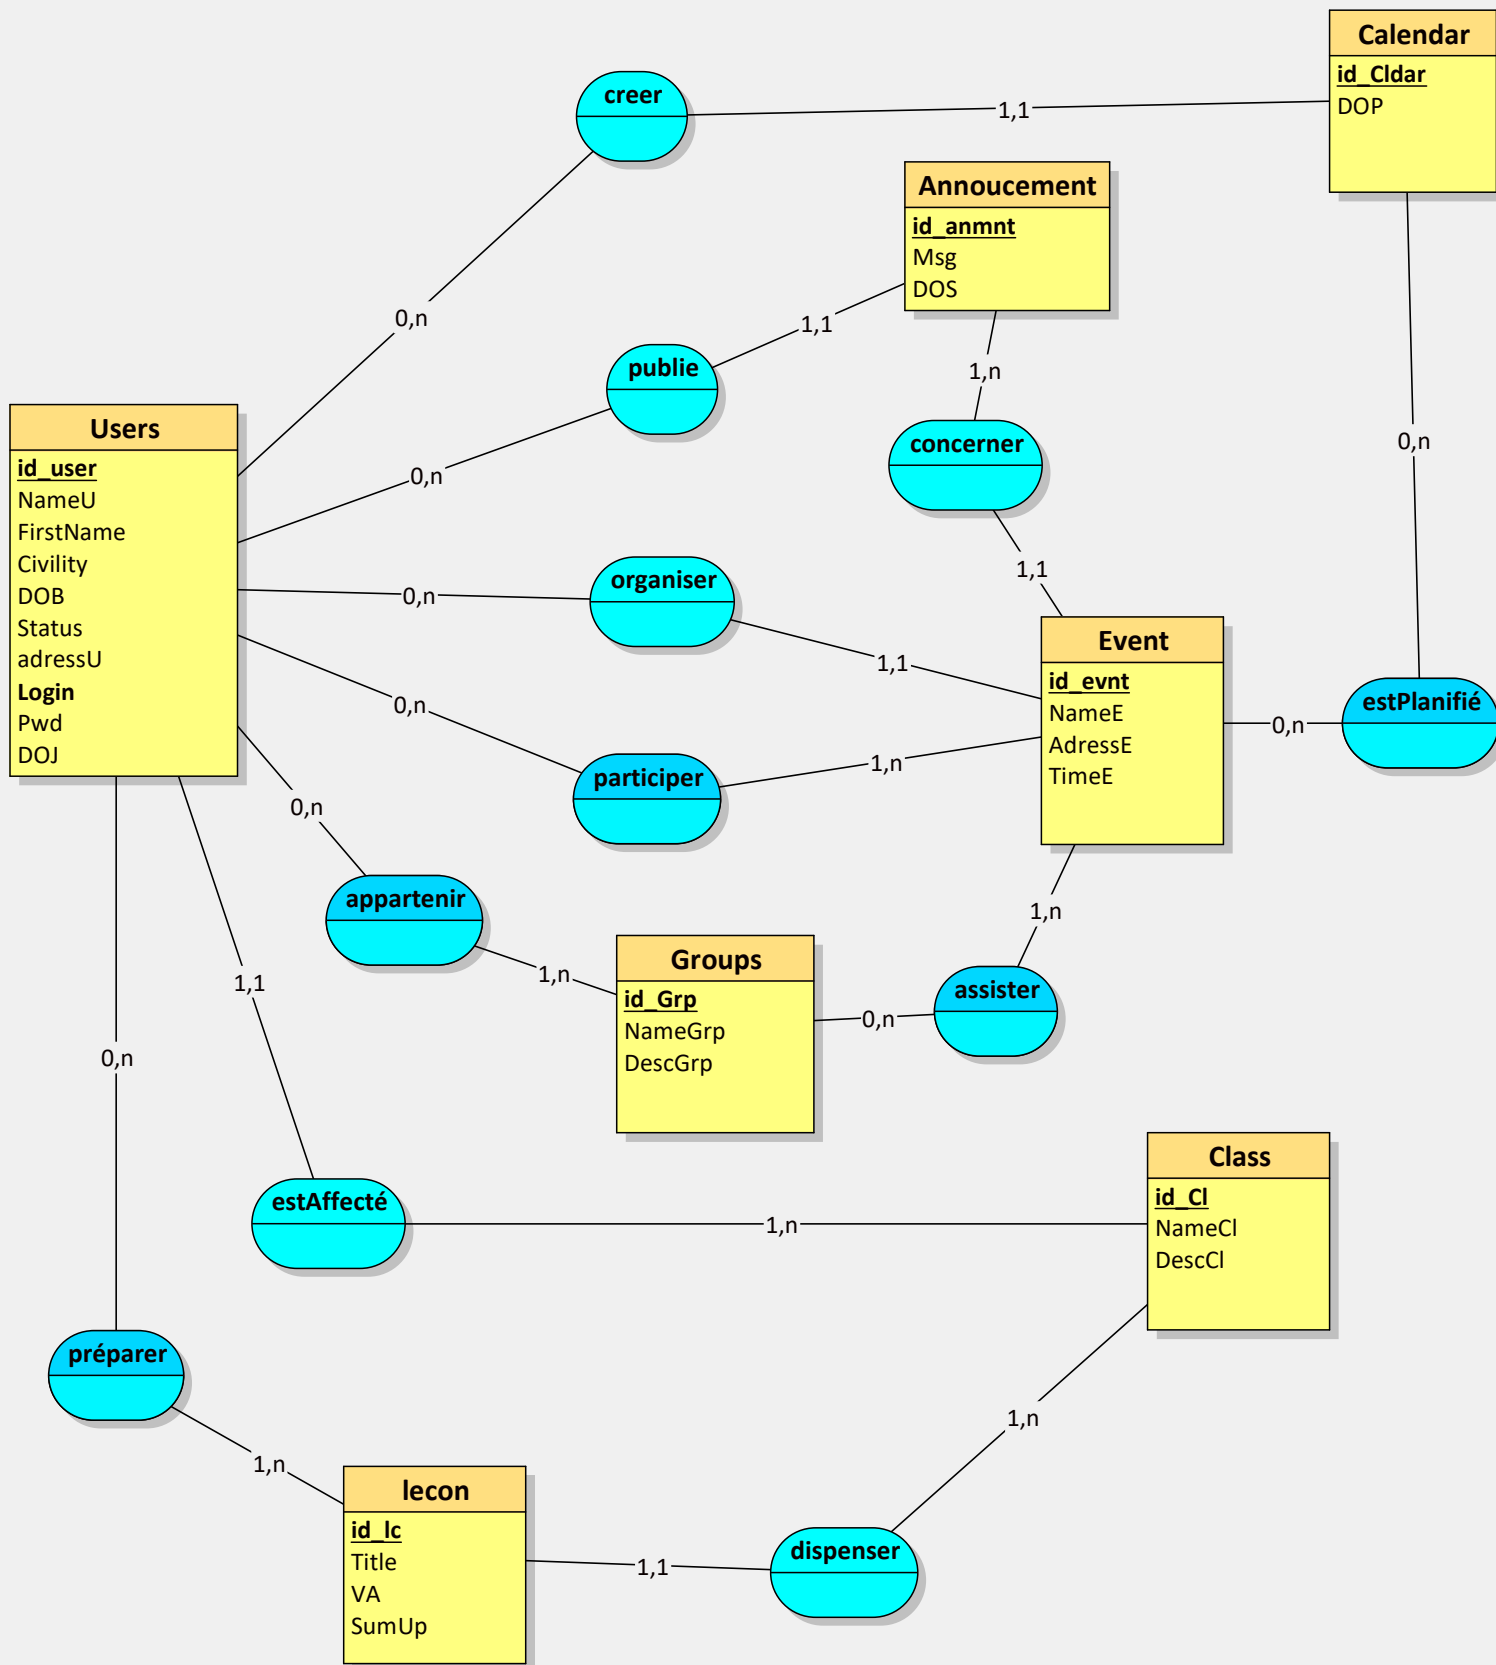 Calendar
id_Cldar
DOP
creer
1,1
0,n
Annoucement
id_anmnt
Msg
DOS
1,1
publie
0,n
1,n
concerner
1,1
0,n
Users
id_user
NameU
FirstName
Civility
DOB
Status
adressU
Login
Pwd
DOJ
organiser
0,n
1,1
Event
id_evnt
NameE
AdressE
TimeE
0,n
estPlanifié
0,n
participer
1,n
0,n
appartenir
1,n
Groups
id_Grp
NameGrp
DescGrp
0,n
assister
1,n
1,1
0,n
estAffecté
1,n
Class
id_Cl
NameCl
DescCl
préparer
1,n
lecon
id_lc
Title
VA
SumUp
1,1
dispenser
1,n